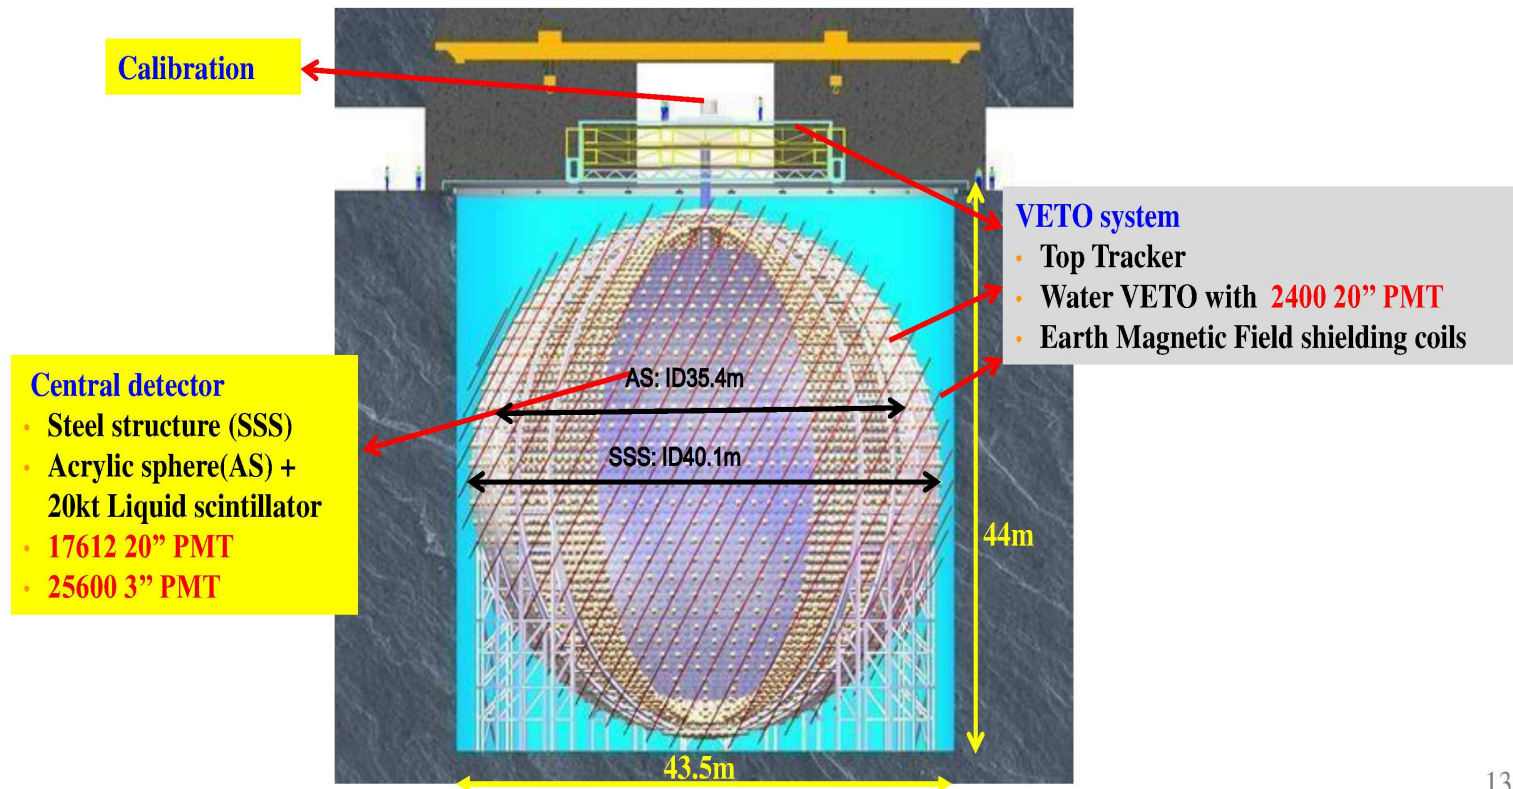 Calibration
VETO system
• Top Tracker
• Water VETO with 2400 20” PMT
• Earth Magnetic Field shielding coils
Central detector
• Steel structure (SSS)
• Acrylic sphere(AS) +
20kt Liquid scintillator
• 17612 20” PMT
• 25600 3” PMT
AS: ID35.4m
SSS: ID40.1m
44m
43.5m
13